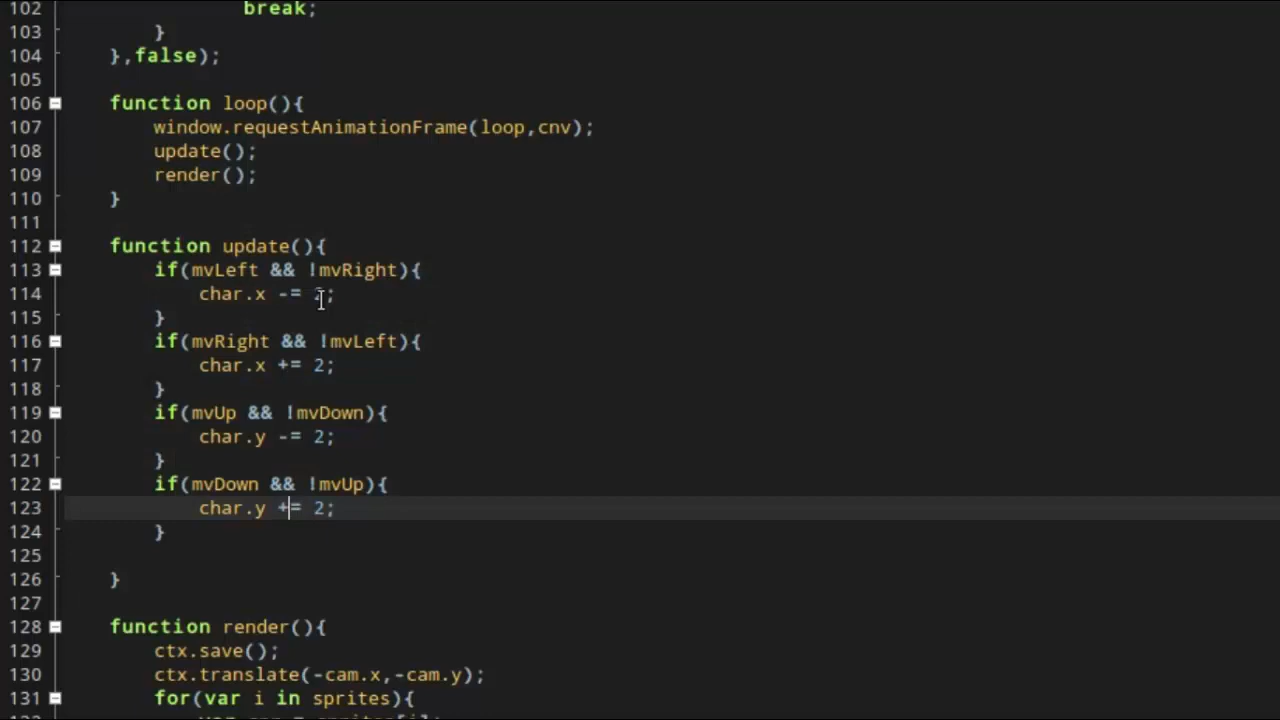 102 break;
103 }
104 },false);
105
106 function loop(){
107 window.requestAnimationFrame(loop,cnv);
108 update();
109 render();
110 }
111
112 function update(){
113 if(mvLeft && !mvRight){
114 char.x -= ;
115 }
116 if(mvRight && !mvLeft){
117 char.x += 2;
118 }
119 if(mvUp && !mvDown){
120 char.y -= 2;
121 }
122 if(mvDown && !mvUp){
123 char.y += 2;
124 }
125
126 }
127
128 function render(){
129 ctx.save();
130 ctx.translate(-cam.x,-cam.y);
131 for(var i in sprites){